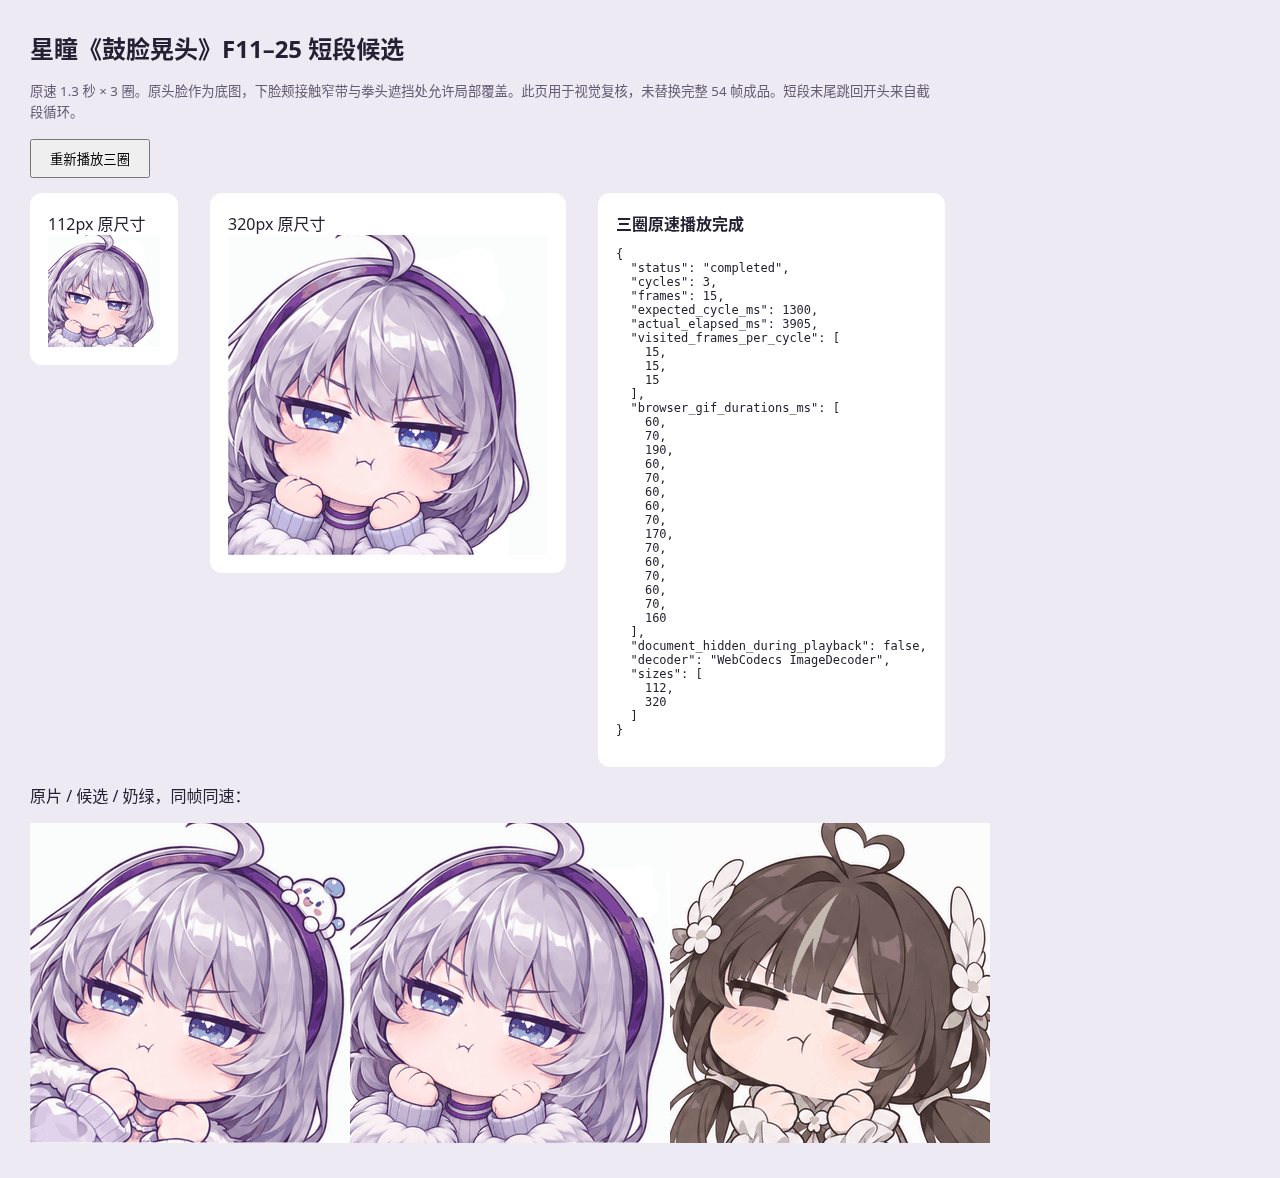 星瞳《鼓脸晃头》F11–25 短段候选
原速 1.3 秒 × 3 圈。原头脸作为底图，下脸颊接触窄带与拳头遮挡处允许局部覆盖。此页用于视觉复核，未替换完整 54 帧成品。短段末尾跳回开头来自截
段循环。
重新播放三圈
112px 原尺寸
320px 原尺寸
三圈原速播放完成
{
  "status": "completed",
  "cycles": 3,
  "frames": 15,
  "expected_cycle_ms": 1300,
  "actual_elapsed_ms": 3905,
  "visited_frames_per_cycle": [
    15,
    15,
    15
  ],
  "browser_gif_durations_ms": [
    60,
    70,
    190,
    60,
    70,
    60,
    60,
    70,
    170,
    70,
    60,
    70,
    60,
    70,
    160
  ],
  "document_hidden_during_playback": false,
  "decoder": "WebCodecs ImageDecoder",
  "sizes": [
    112,
    320
  ]
}
原片 / 候选 / 奶绿，同帧同速：